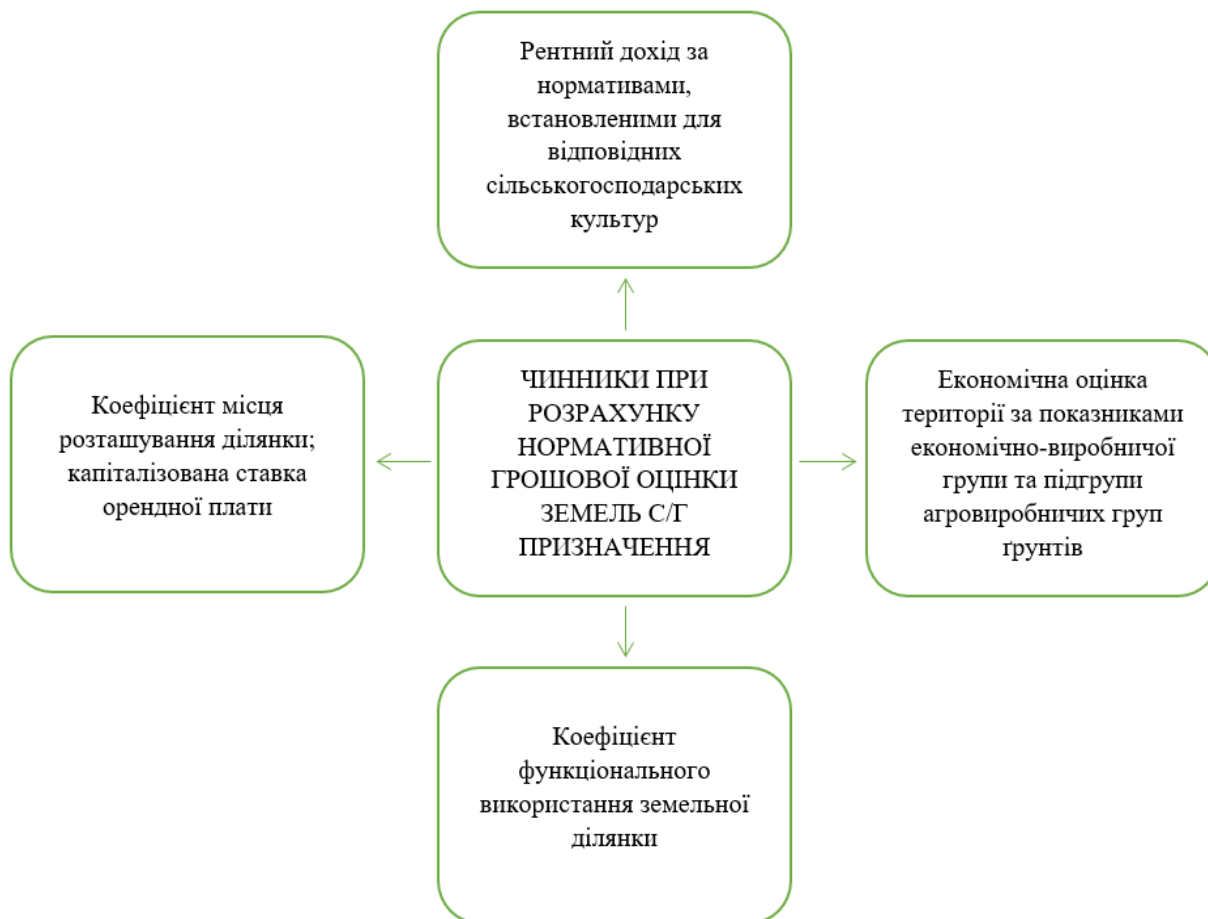 Рентний дохід за
нормативами,
встановленими для
відповідних
сільськогосподарських
культур
Коефіцієнт місця
розташування ділянки;
капіталізована ставка
орендної плати
ЧИННИКИ ПРИ
РОЗРАХУНКУ
НОРМАТИВНОЇ
ГРОШОВОЇ ОЦІНКИ
ЗЕМЕЛЬ С/Г
ПРИЗНАЧЕННЯ
Економічна оцінка
території за показниками
економічно-виробничої
групи та підгрупи
агровиробничих груп
ґрунтів
Коефіцієнт
функціонального
використання земельної
ділянки